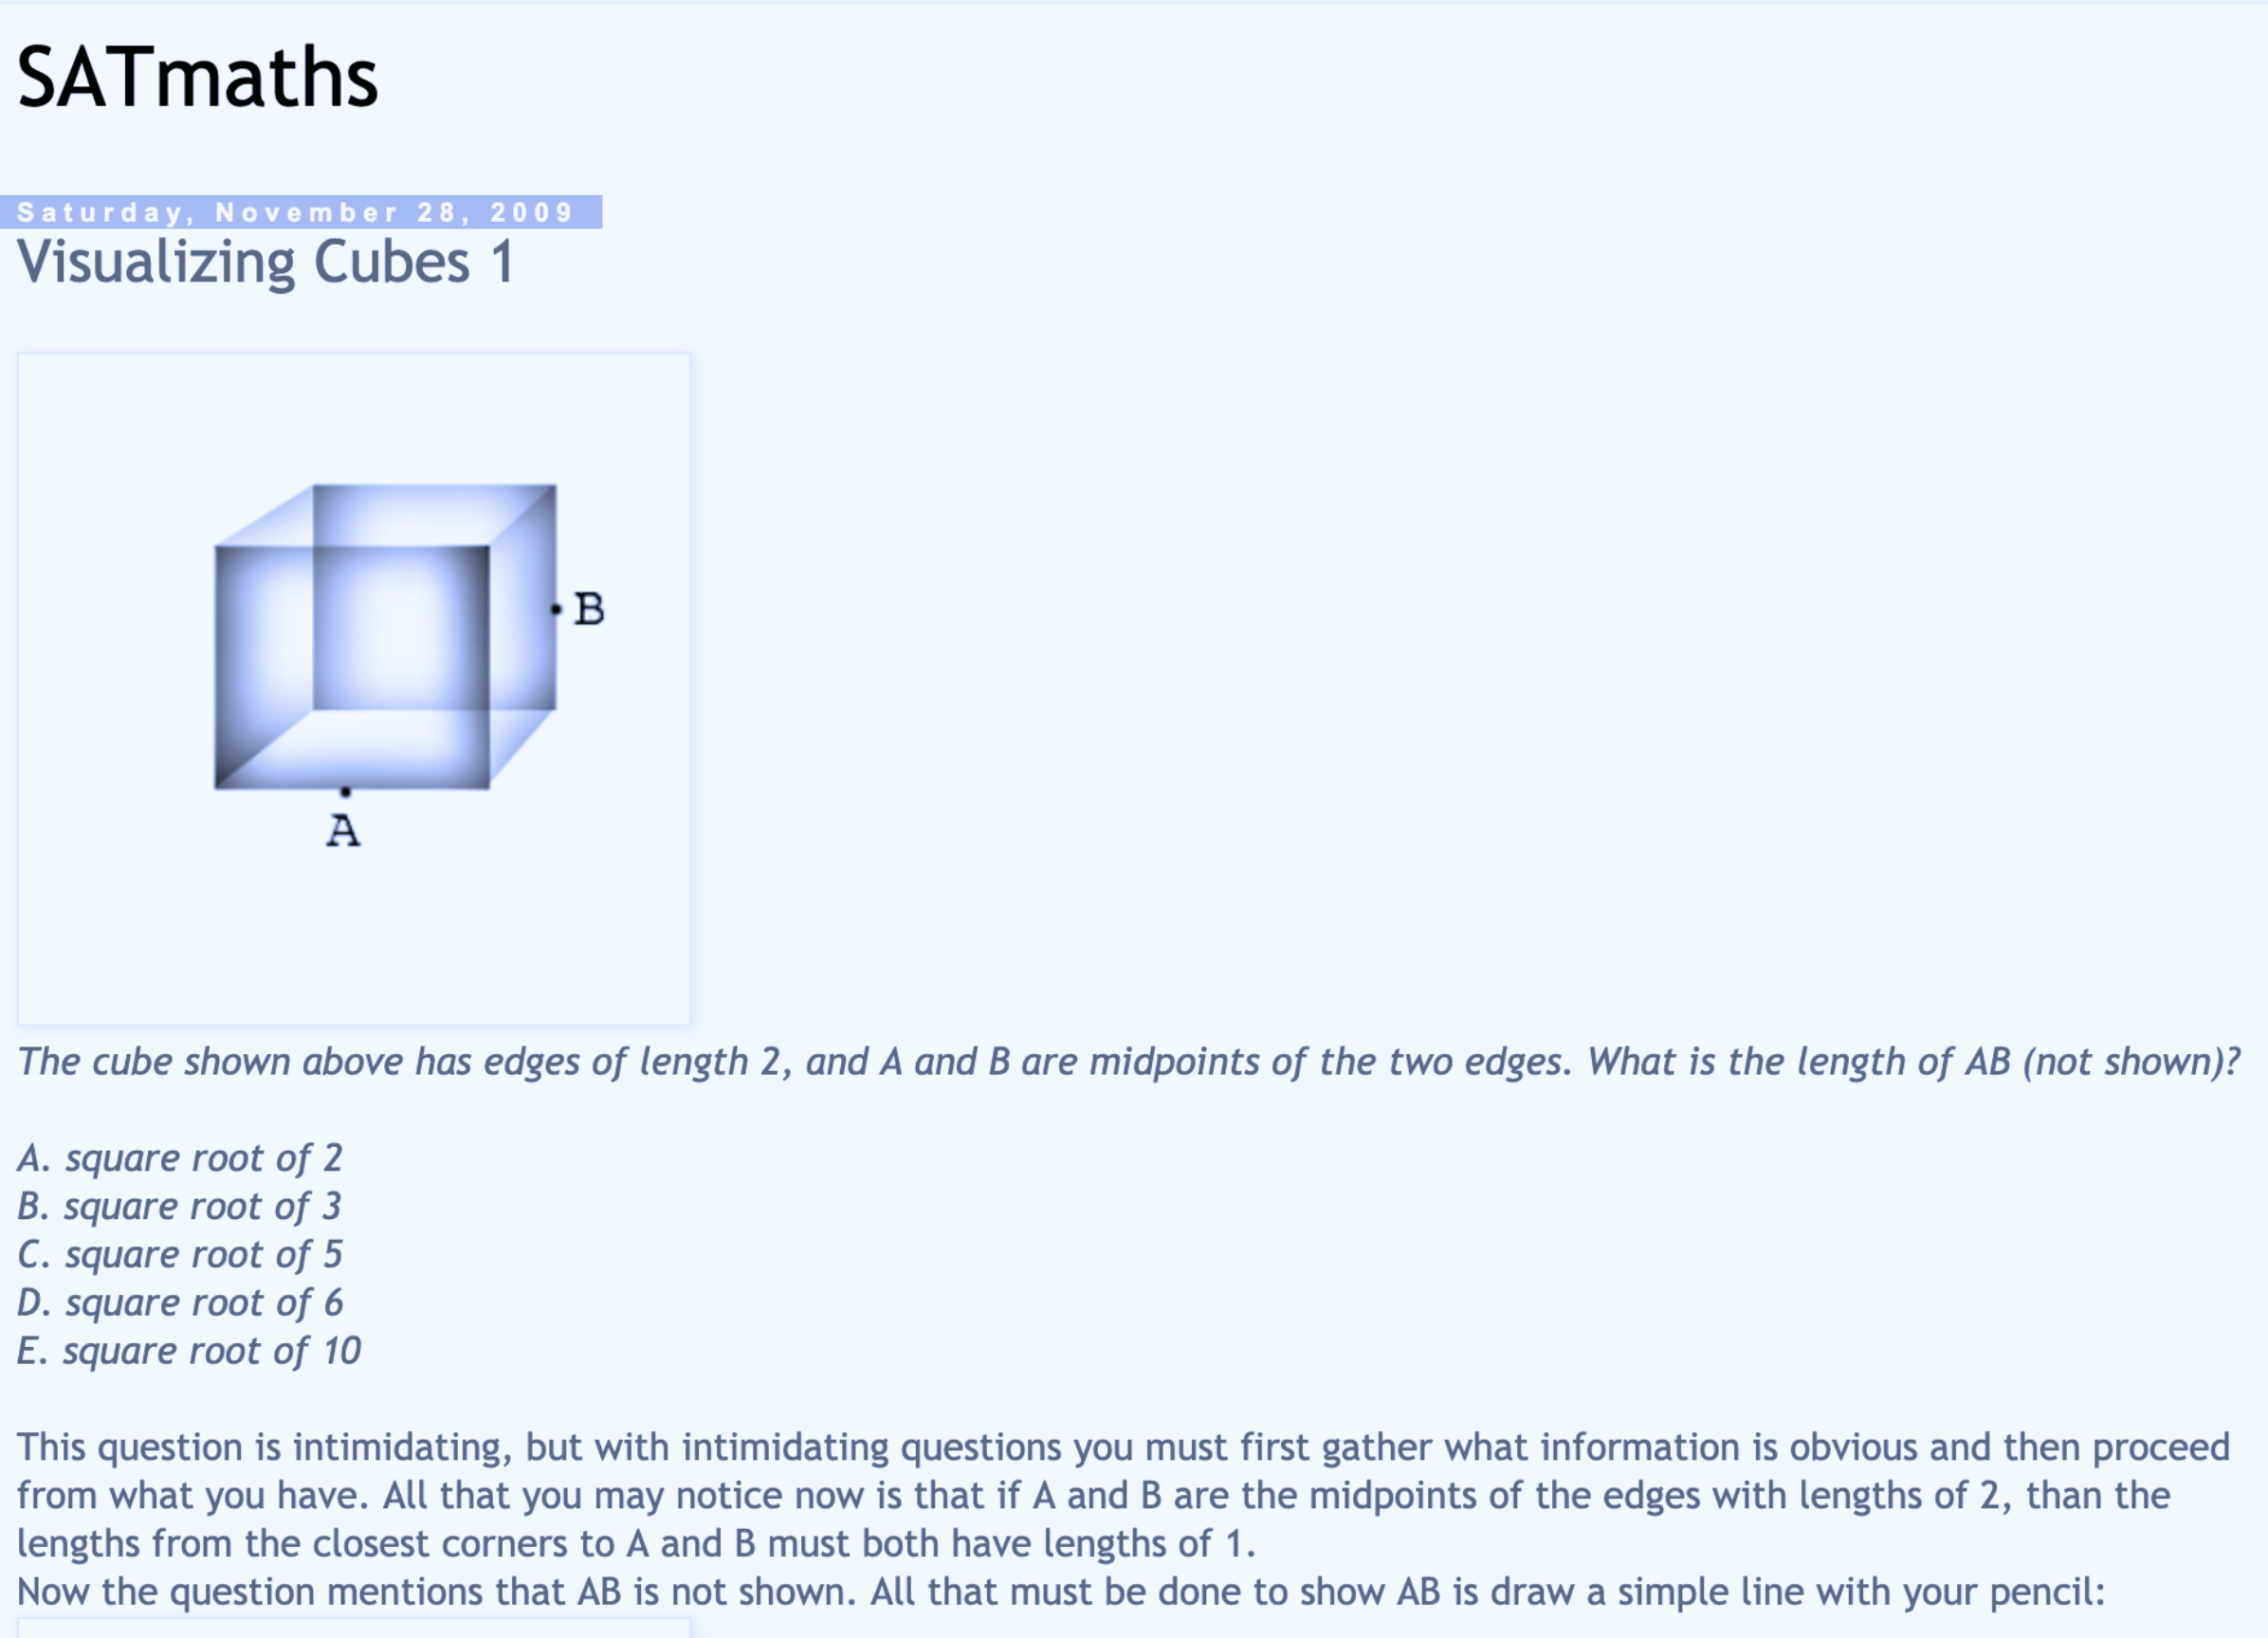 SATmaths
Saturday, November 28, 2009
Visualizing Cubes 1
B
A
The cube shown above has edges of length 2, and A and B are midpoints of the two edges. What is the length of AB (not shown)?
A. square root of 2
B. square root of 3
C. square root of 5
D. square root of 6
E. square root of 10
This question is intimidating, but with intimidating questions you must first gather what information is obvious and then proceed
from what you have. All that you may notice now is that if A and B are the midpoints of the edges with lengths of 2, than the
lengths from the closest corners to A and B must both have lengths of 1.
Now the question mentions that AB is not shown. All that must be done to show AB is draw a simple line with your pencil: